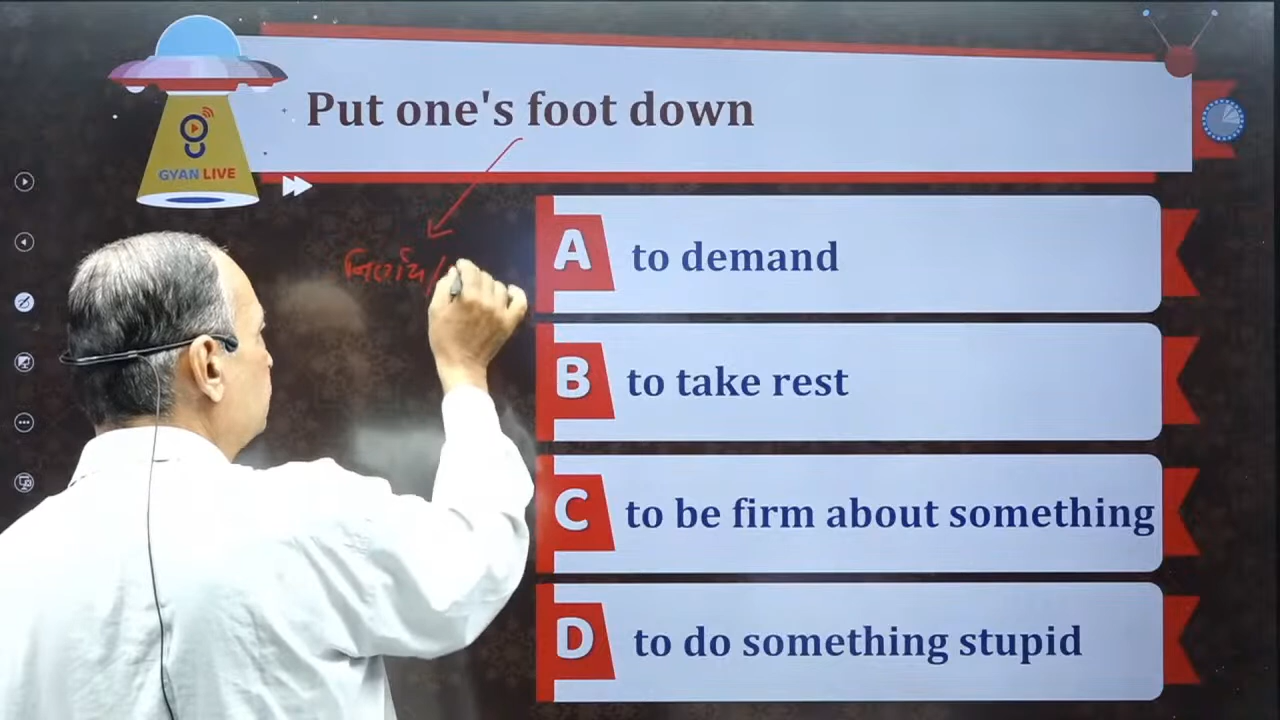 Put one's foot down
GYAN LIVE
નિર્ણય/
A to demand
B to take rest
C to be firm about something
D to do something stupid